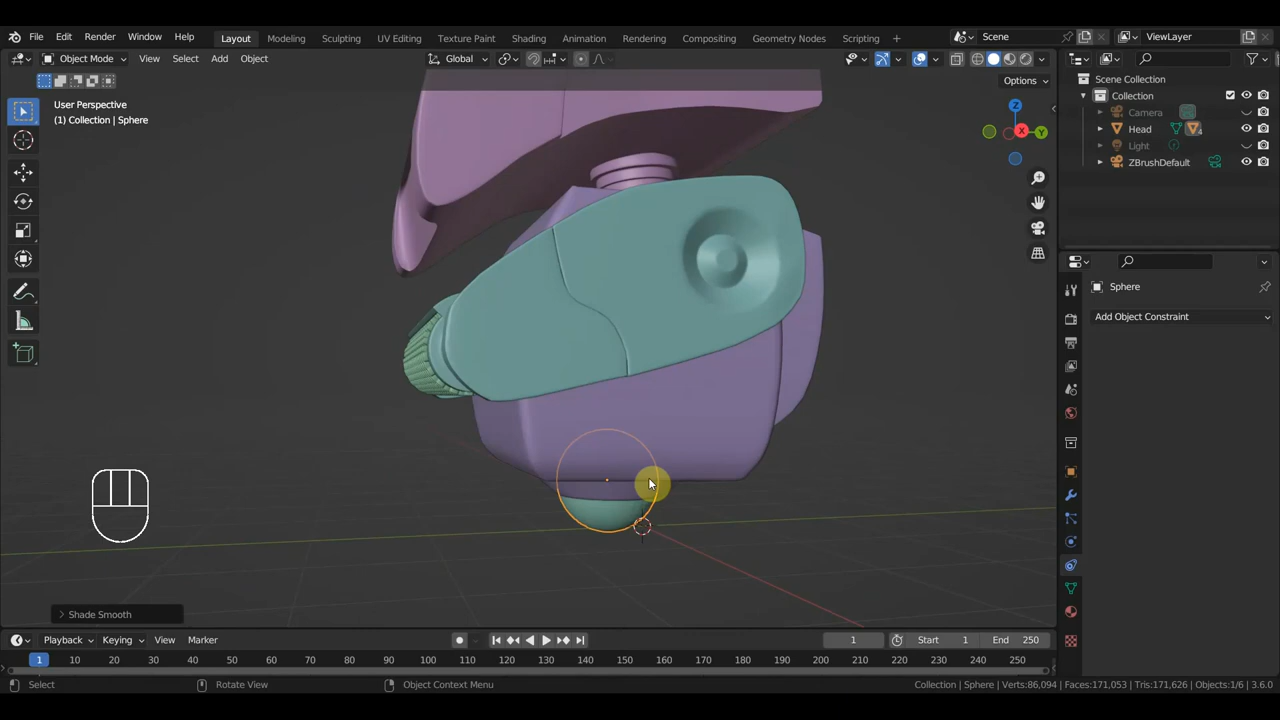 File Edit Render Window Help Layout Modeling Sculpting UV Editing Texture Paint Shading Animation Rendering Compositing Geometry Nodes Scripting + Scene ViewLayer
Object Mode View Select Add Object Global
Options
User Perspective
(1) Collection | Sphere
Z
X
Y
Scene Collection
Collection
Camera
Head
Light
ZBrushDefault
Sphere
Add Object Constraint
Shade Smooth
Playback Keying View Marker 1 Start 1 End 250
1 10 20 30 40 50 60 70 80 90 100 110 120 130 140 150 160 170 180 190 200 210 220 230 240 250
Select Rotate View Object Context Menu Collection | Sphere | Verts:86,094 | Faces:171,053 | Tris:171,626 | Objects:1/6 | 3.6.0